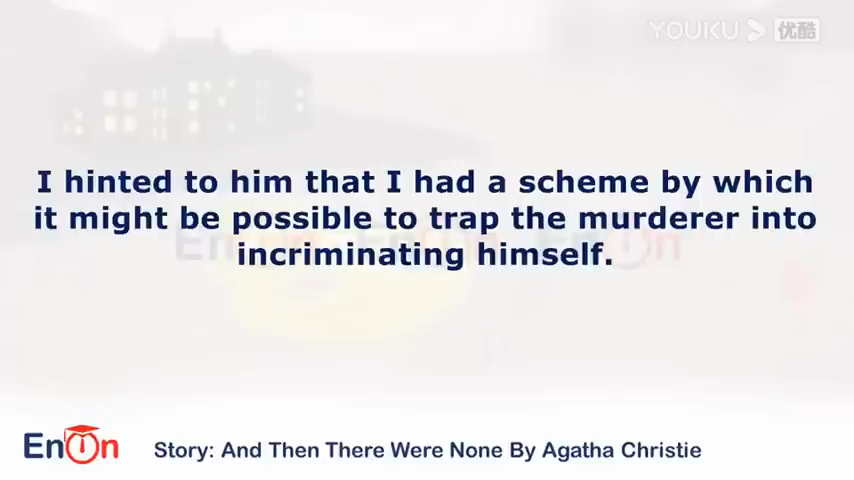 YOUKU 优酷
I hinted to him that I had a scheme by which
it might be possible to trap the murderer into
incriminating himself.
EnOn
Story: And Then There Were None By Agatha Christie